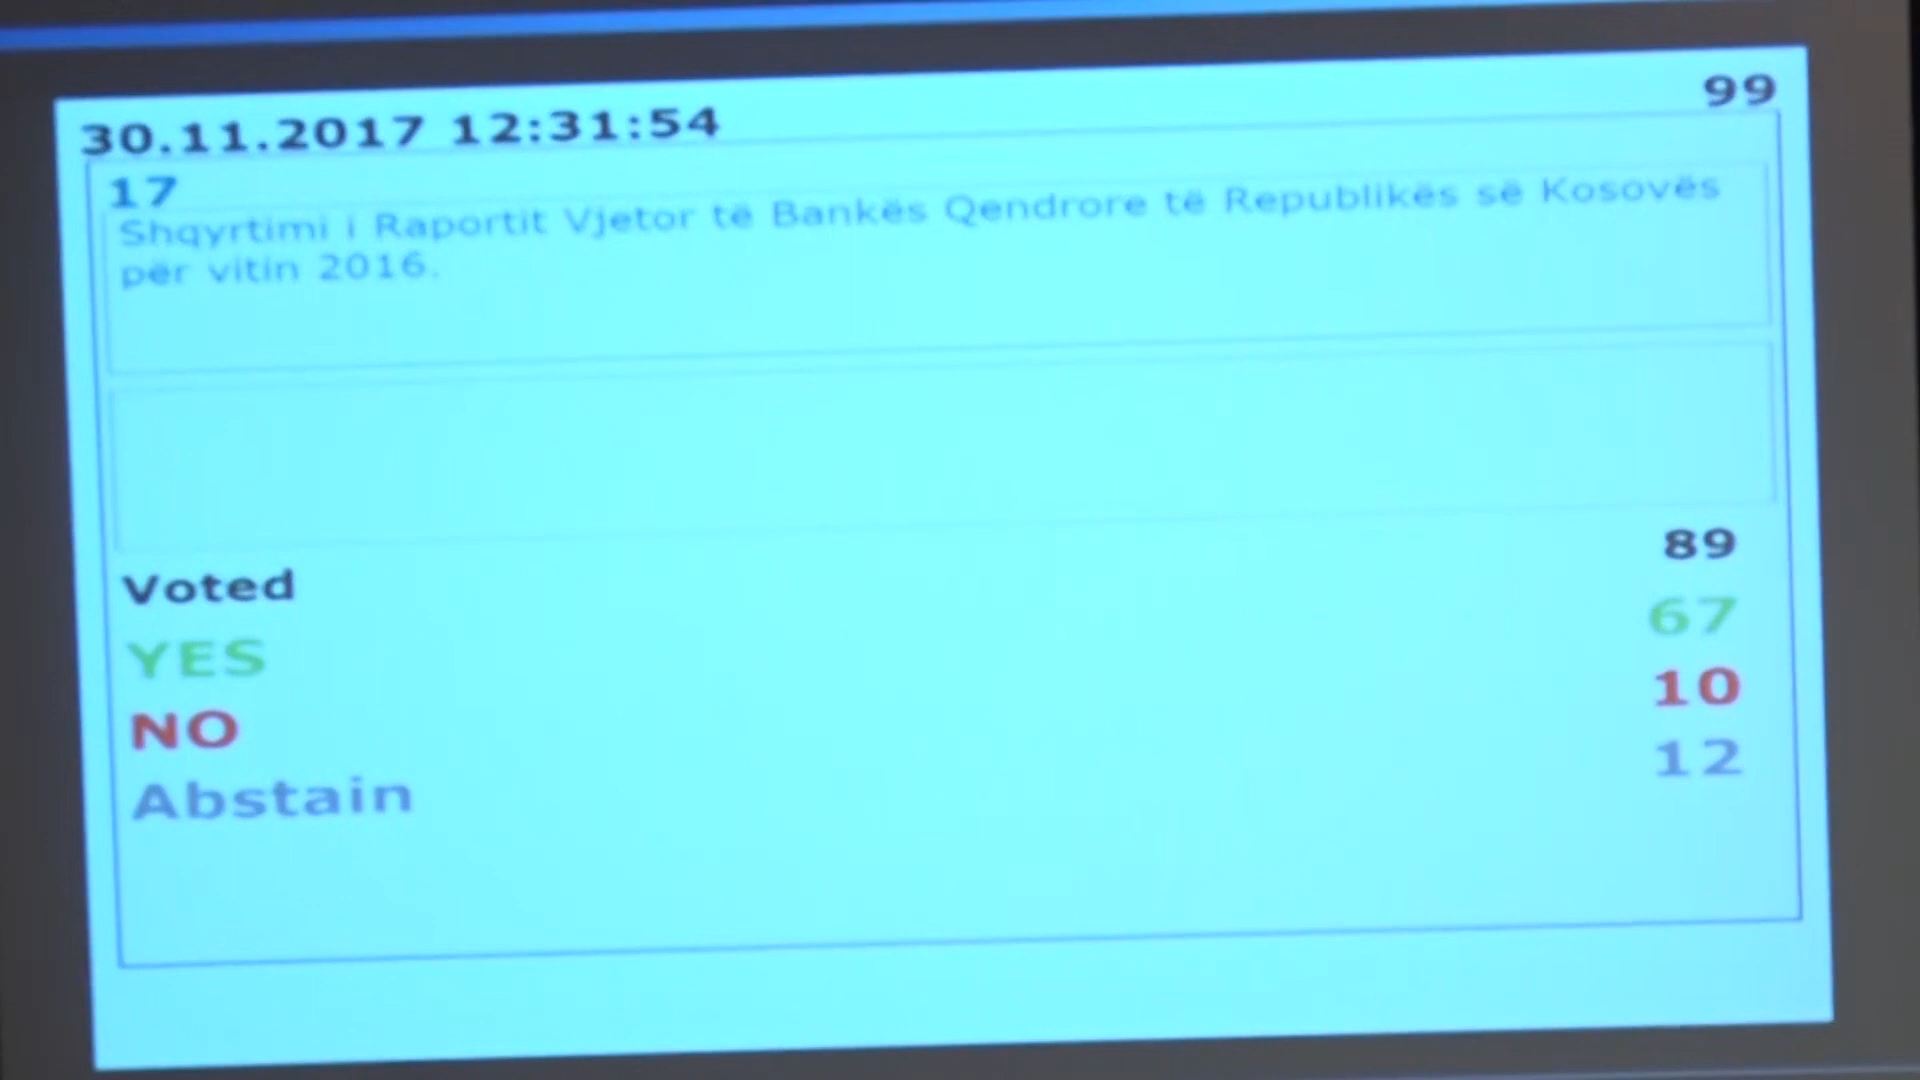 30.11.2017 12:31:54 99
17
Shqyrtimi i Raportit Vjetor të Bankës Qendrore të Republikës së Kosovës
për vitin 2016.
Voted 89
YES 67
NO 10
Abstain 12